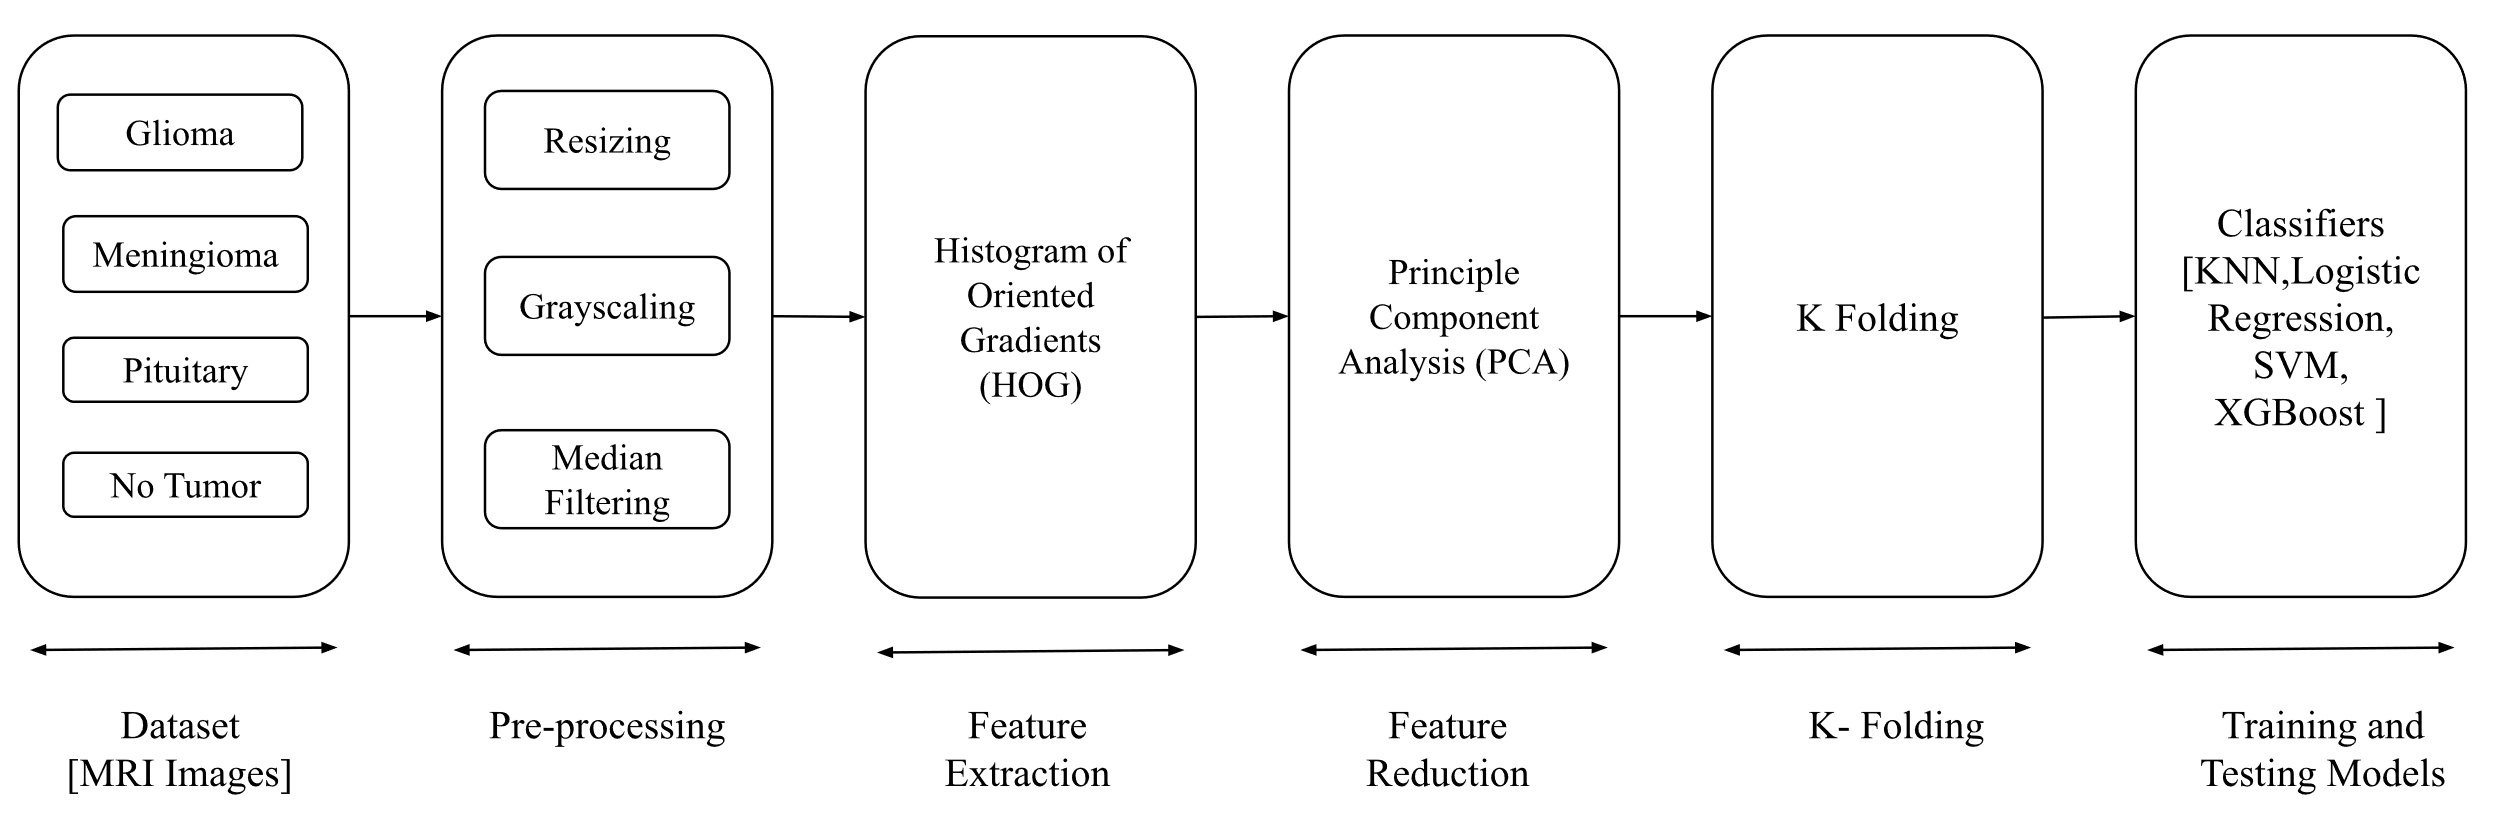 Glioma
Meningioma
Pituitary
No Tumor
Resizing
Grayscaling
Median
Filtering
Histogram of
Oriented
Gradients
(HOG)
Principle
Component
Analysis (PCA)
K Folding
Classifiers
[KNN,Logistic
Regression,
SVM,
XGBoost ]
Dataset
[MRI Images]
Pre-processing
Feature
Extraction
Feature
Reduction
K- Folding
Training and
Testing Models